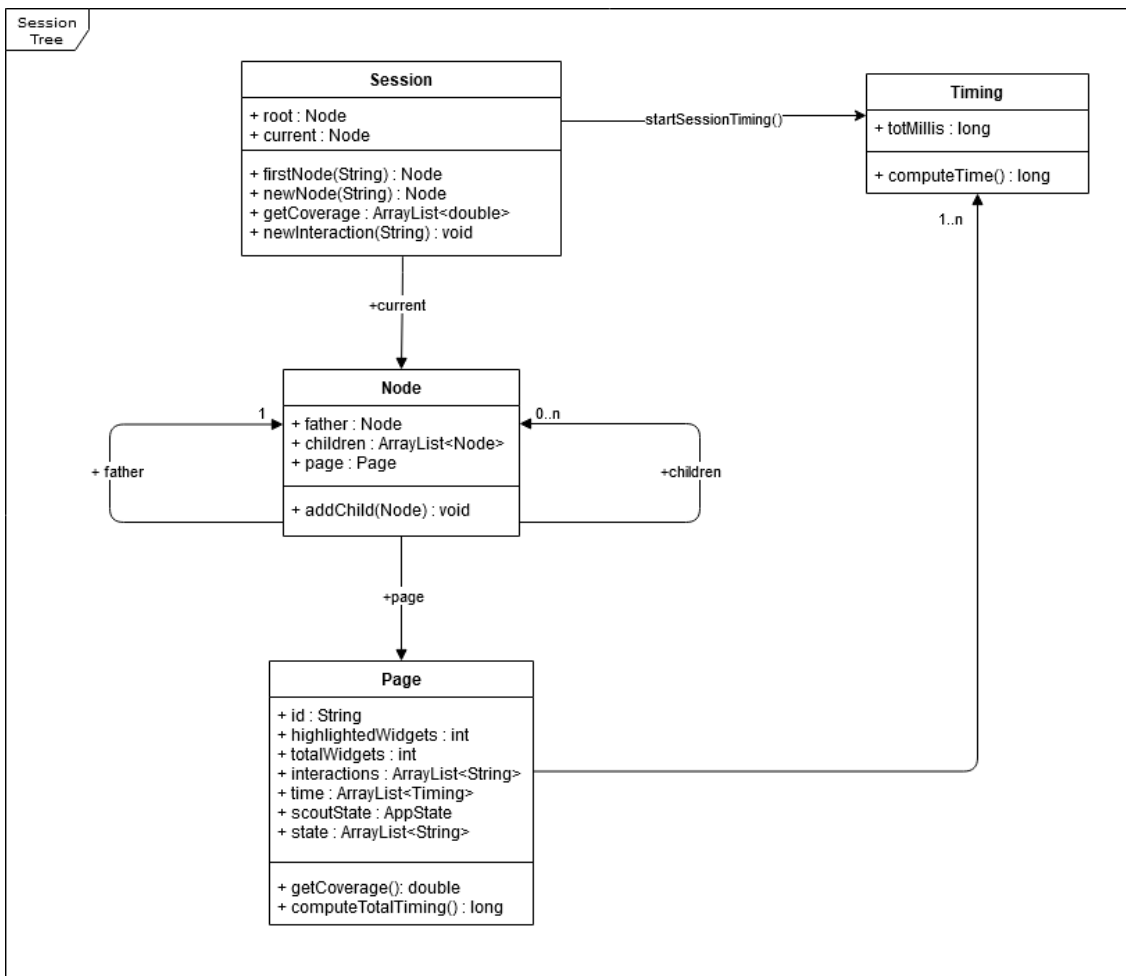 Session
Tree
Session
+ root : Node
+ current : Node
+ firstNode(String) : Node
+ newNode(String) : Node
+ getCoverage : ArrayList<double>
+ newInteraction(String) : void
startSessionTiming()
Timing
+ totMillis : long
+ computeTime() : long
1..n
+current
Node
+ father : Node
+ children : ArrayList<Node>
+ page : Page
+ addChild(Node) : void
1
+ father
0..n
+children
+page
Page
+ id : String
+ highlightedWidgets : int
+ totalWidgets : int
+ interactions : ArrayList<String>
+ time : ArrayList<Timing>
+ scoutState : AppState
+ state : ArrayList<String>
+ getCoverage(): double
+ computeTotalTiming() : long